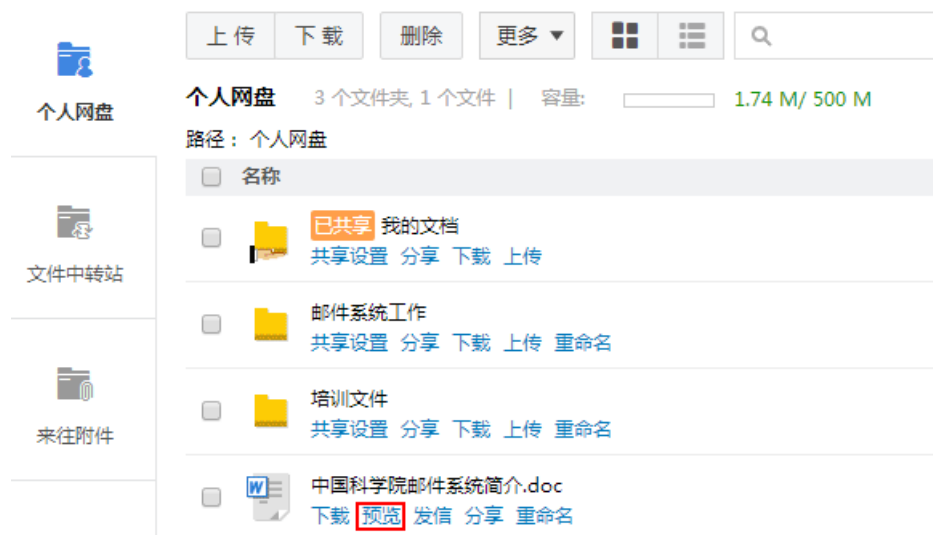 上传 下载 删除 更多
个人网盘
个人网盘 3 个文件夹, 1 个文件 | 容量: 1.74 M/ 500 M
路径： 个人网盘
名称
已共享 我的文档
共享设置 分享 下载 上传
文件中转站
邮件系统工作
共享设置 分享 下载 上传 重命名
培训文件
共享设置 分享 下载 上传 重命名
来往附件
中国科学院邮件系统简介.doc
下载 预览 发信 分享 重命名